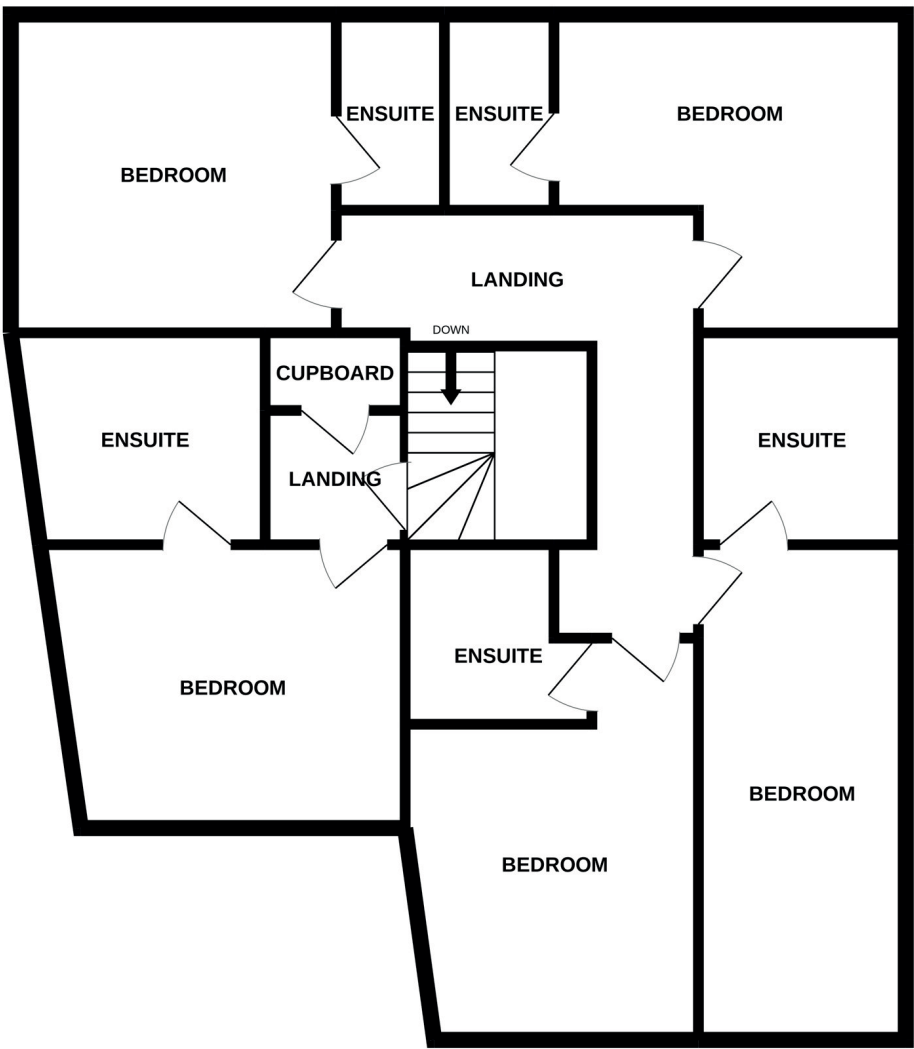 ENSUITE
ENSUITE
BEDROOM
BEDROOM
LANDING
DOWN
CUPBOARD
ENSUITE
ENSUITE
LANDING
ENSUITE
BEDROOM
BEDROOM
BEDROOM